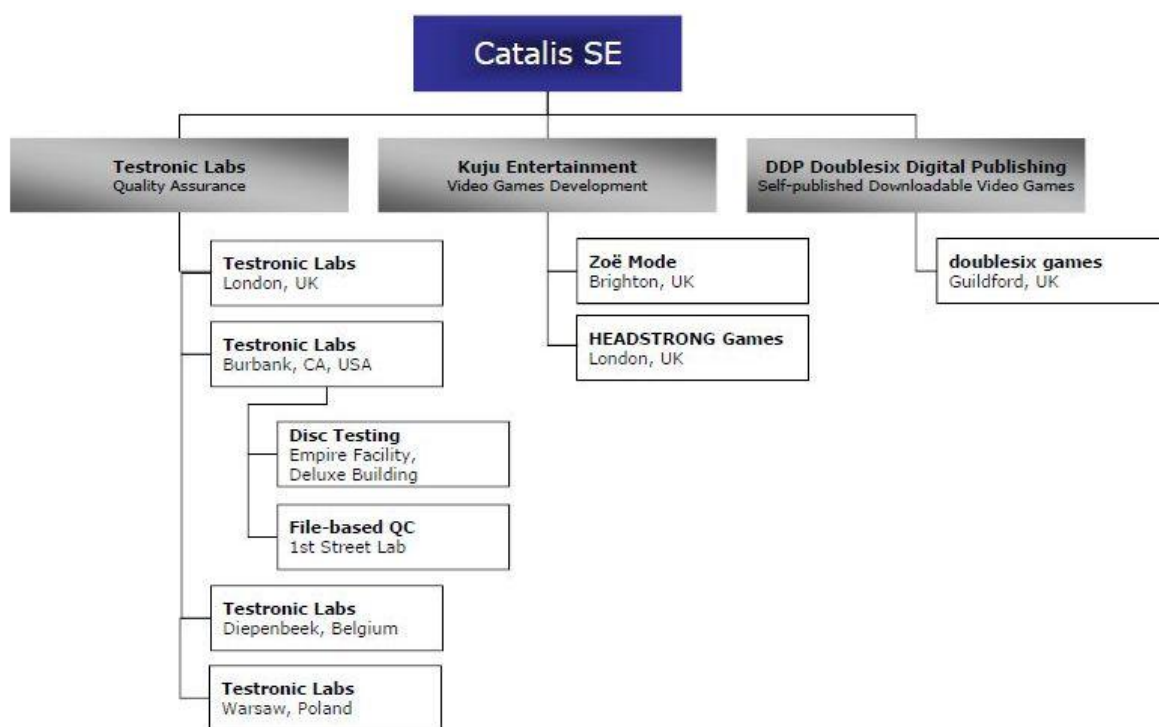 Catalis SE
Testronic Labs
Quality Assurance
Kuju Entertainment
Video Games Development
DDP Doublesix Digital Publishing
Self-published Downloadable Video Games
Testronic Labs
London, UK
Testronic Labs
Burbank, CA, USA
Disc Testing
Empire Facility,
Deluxe Building
File-based QC
1st Street Lab
Testronic Labs
Diepenbeek, Belgium
Testronic Labs
Warsaw, Poland
Zoë Mode
Brighton, UK
HEADSTRONG Games
London, UK
doublesix games
Guildford, UK